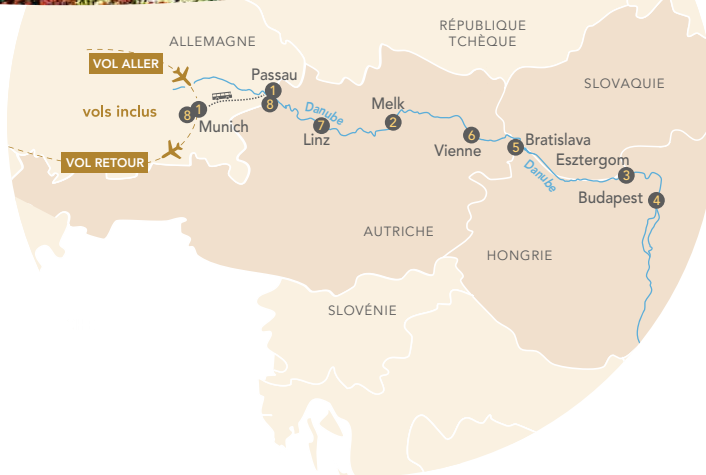 RÉPUBLIQUE
TCHÈQUE
ALLEMAGNE
VOL ALLER
Passau
1
SLOVAQUIE
8
vols inclus
8
1
Munich
Danube
7
Linz
Melk
2
6
Vienne
5
Bratislava
Esztergom
3
Danube
Budapest
4
VOL RETOUR
AUTRICHE
HONGRIE
SLOVÉNIE